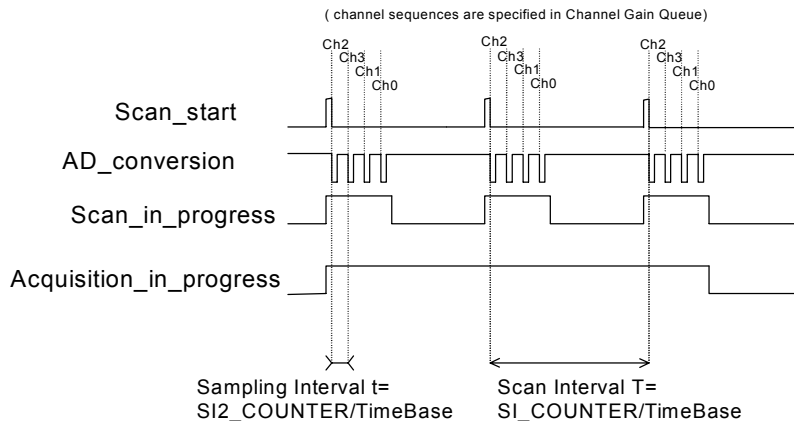 ( channel sequences are specified in Channel Gain Queue)
Ch2
Ch3
Ch1
Ch0
Ch2
Ch3
Ch1
Ch0
Ch2
Ch3
Ch1
Ch0
Scan_start
AD_conversion
Scan_in_progress
Acquisition_in_progress
Sampling Interval t=
SI2_COUNTER/TimeBase
Scan Interval T=
SI_COUNTER/TimeBase